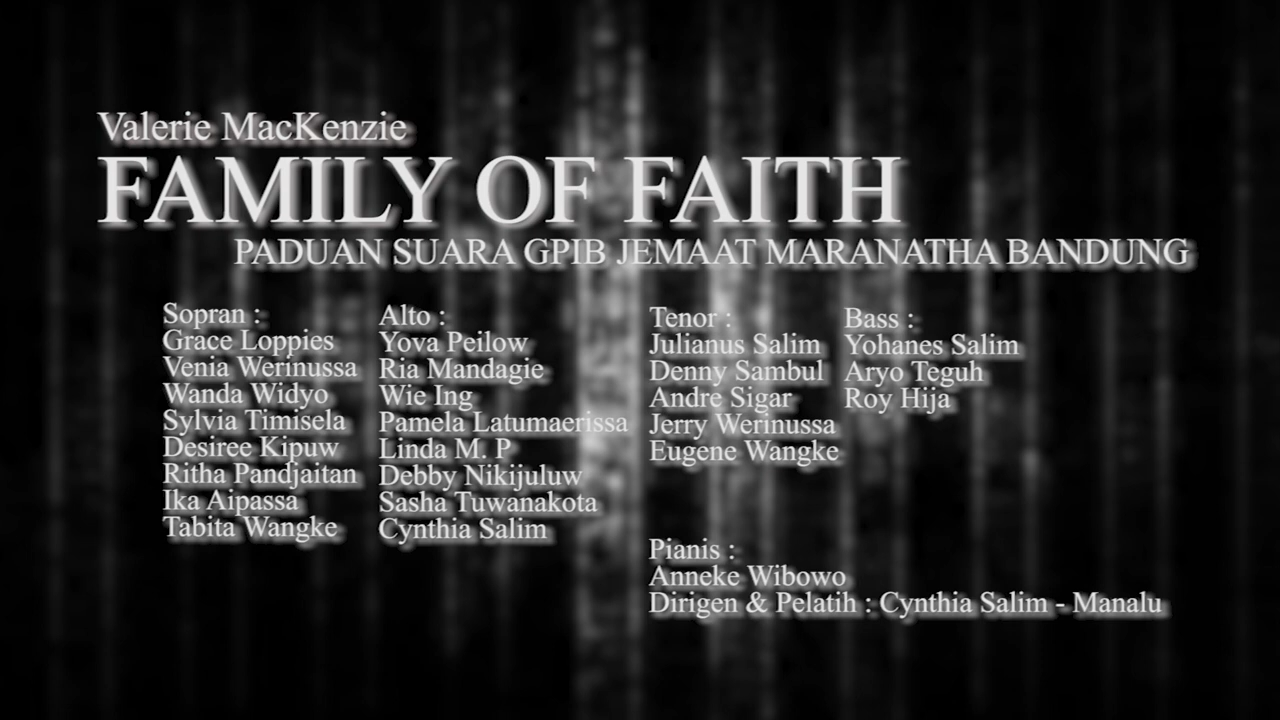 Valerie MacKenzie
FAMILY OF FAITH
PADUAN SUARA GPIB JEMAAT MARANATHA BANDUNG
Sopran :
Grace Loppies
Venia Werinussa
Wanda Widyo
Sylvia Timisela
Desiree Kipuw
Ritha Pandjaitan
Ika Aipassa
Tabita Wangke
Alto :
Yova Peilow
Ria Mandagie
Wie Ing
Pamela Latumaerissa
Linda M. P
Debby Nikijuluw
Sasha Tuwanakota
Cynthia Salim
Tenor :
Julianus Salim
Denny Sambul
Andre Sigar
Jerry Werinussa
Eugene Wangke
Bass :
Yohanes Salim
Aryo Teguh
Roy Hija
Pianis :
Anneke Wibowo
Dirigen & Pelatih : Cynthia Salim - Manalu